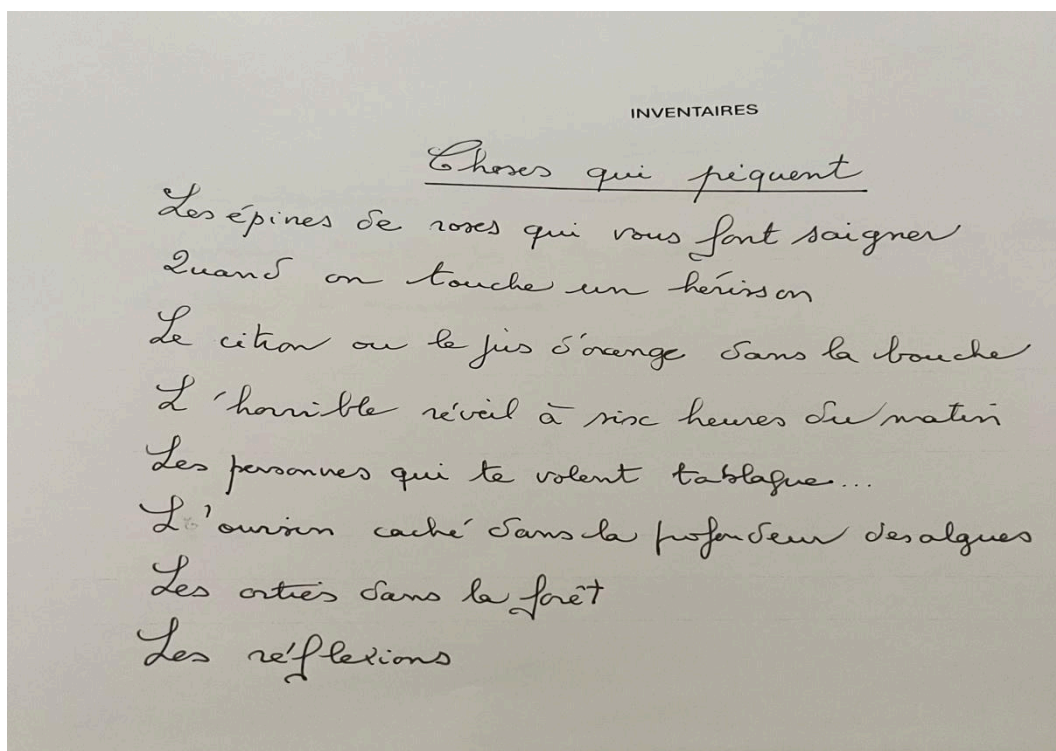 INVENTAIRES
Choses qui piquent
Les épines de roses qui vous font saigner
Quand on touche un hérisson
Le citron ou le jus d'orange dans la bouche
L'horrible réveil à six heures du matin
Les personnes qui te volent ta blague...
L'oursin caché dans la profondeur des algues
Les orties dans la forêt
Les réflexions